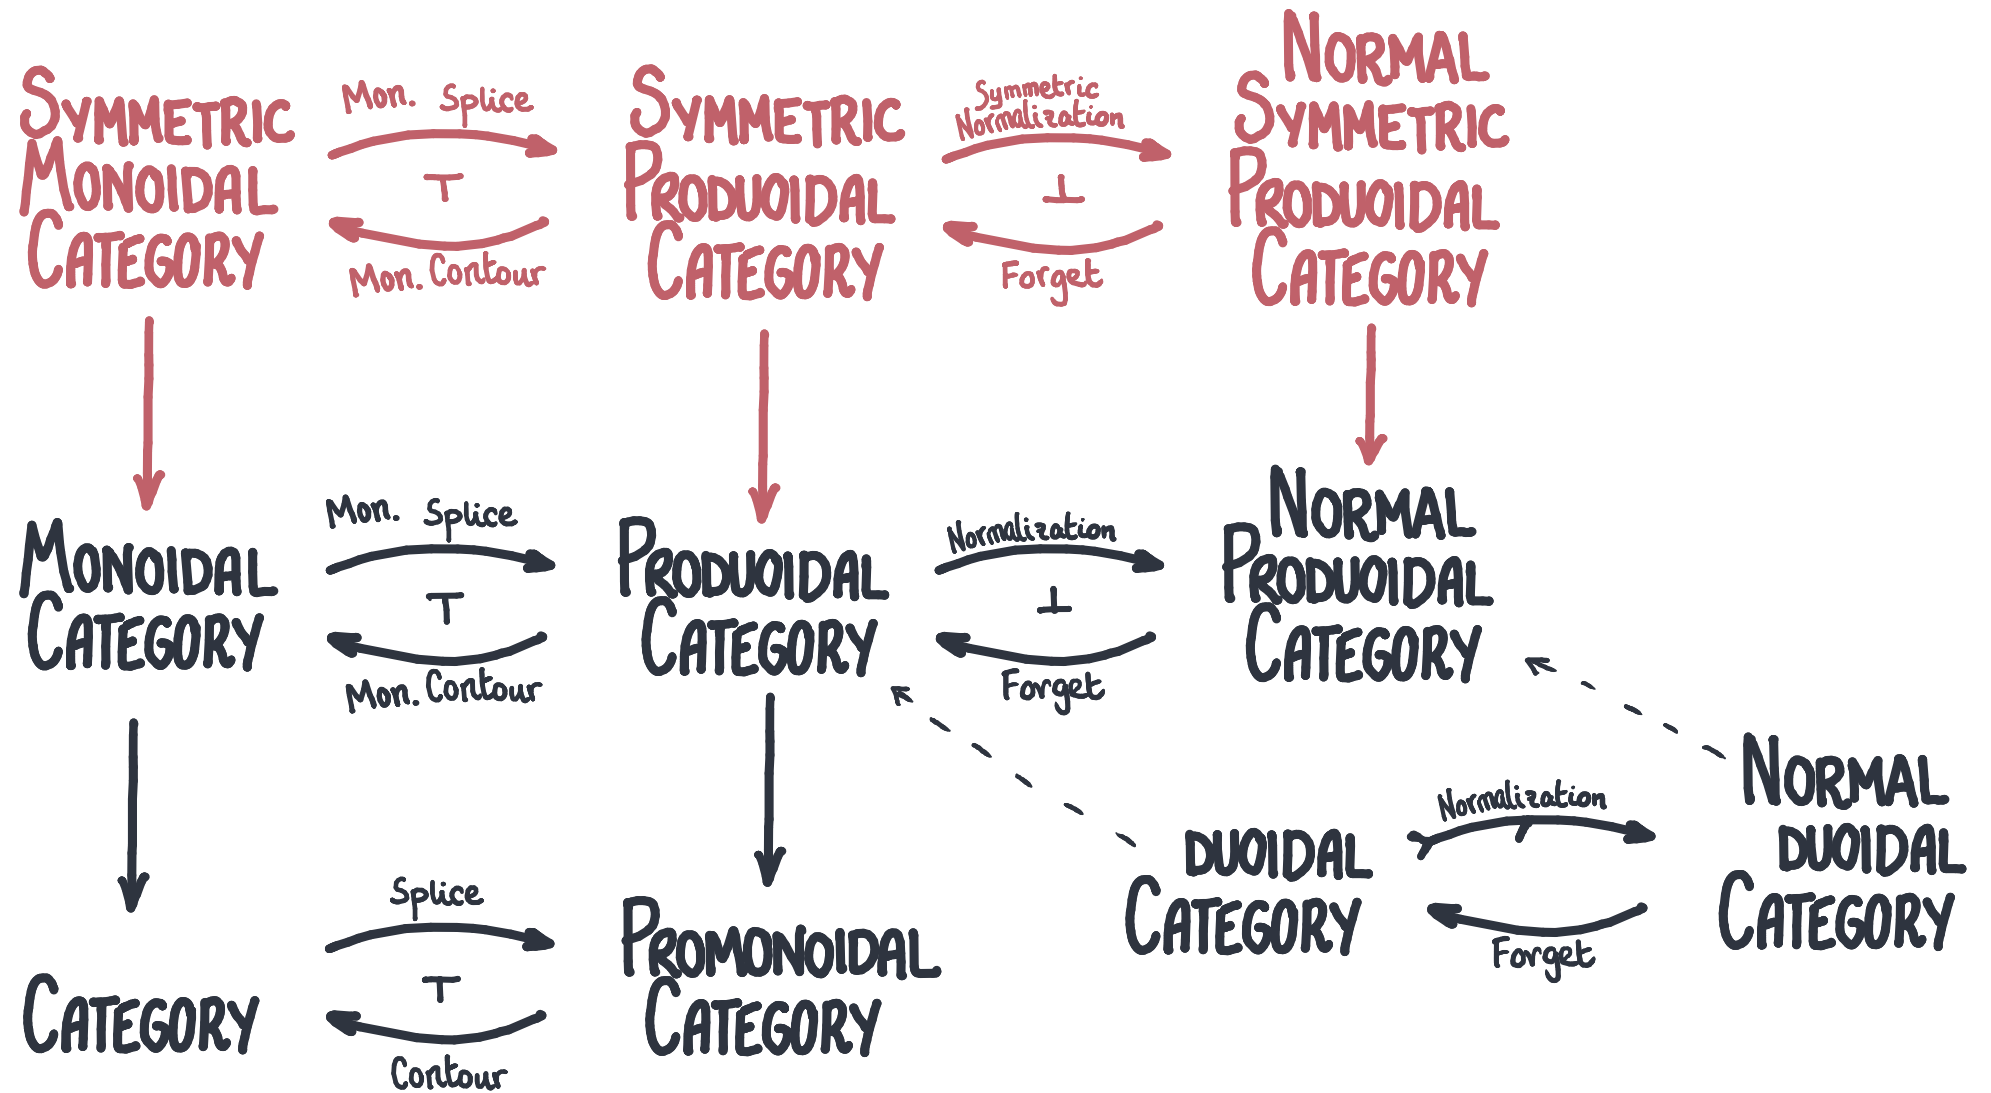 Symmetric
Monoidal
Category
Mon. Splice
⊤
Mon. Contour
Symmetric
Produoidal
Category
Symmetric
Normalization
⊥
Forget
Normal
Symmetric
Produoidal
Category
Monoidal
Category
Mon. Splice
⊤
Mon. Contour
Produoidal
Category
Normalization
⊥
Forget
Normal
Produoidal
Category
Category
Splice
⊤
Contour
Promonoidal
Category
Duoidal
Category
Normalization
Forget
Normal
Duoidal
Category